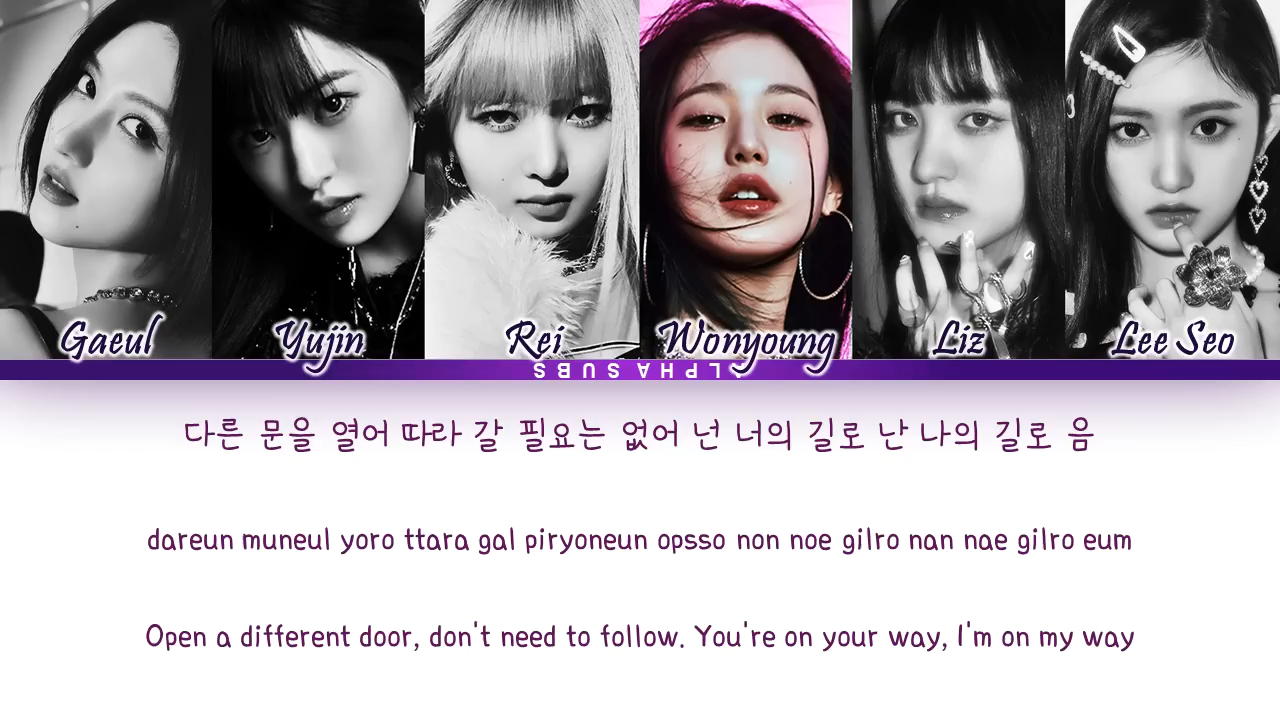 Gaeul Yujin Rei Wonyoung Liz Lee Seo
ALPHA SUBS
다른 문을 열어 따라 갈 필요는 없어 넌 너의 길로 난 나의 길로 음
dareun muneul yoro ttara gal piryoneun opsso non noe gilro nan nae gilro eum
Open a different door, don't need to follow. You're on your way, I'm on my way